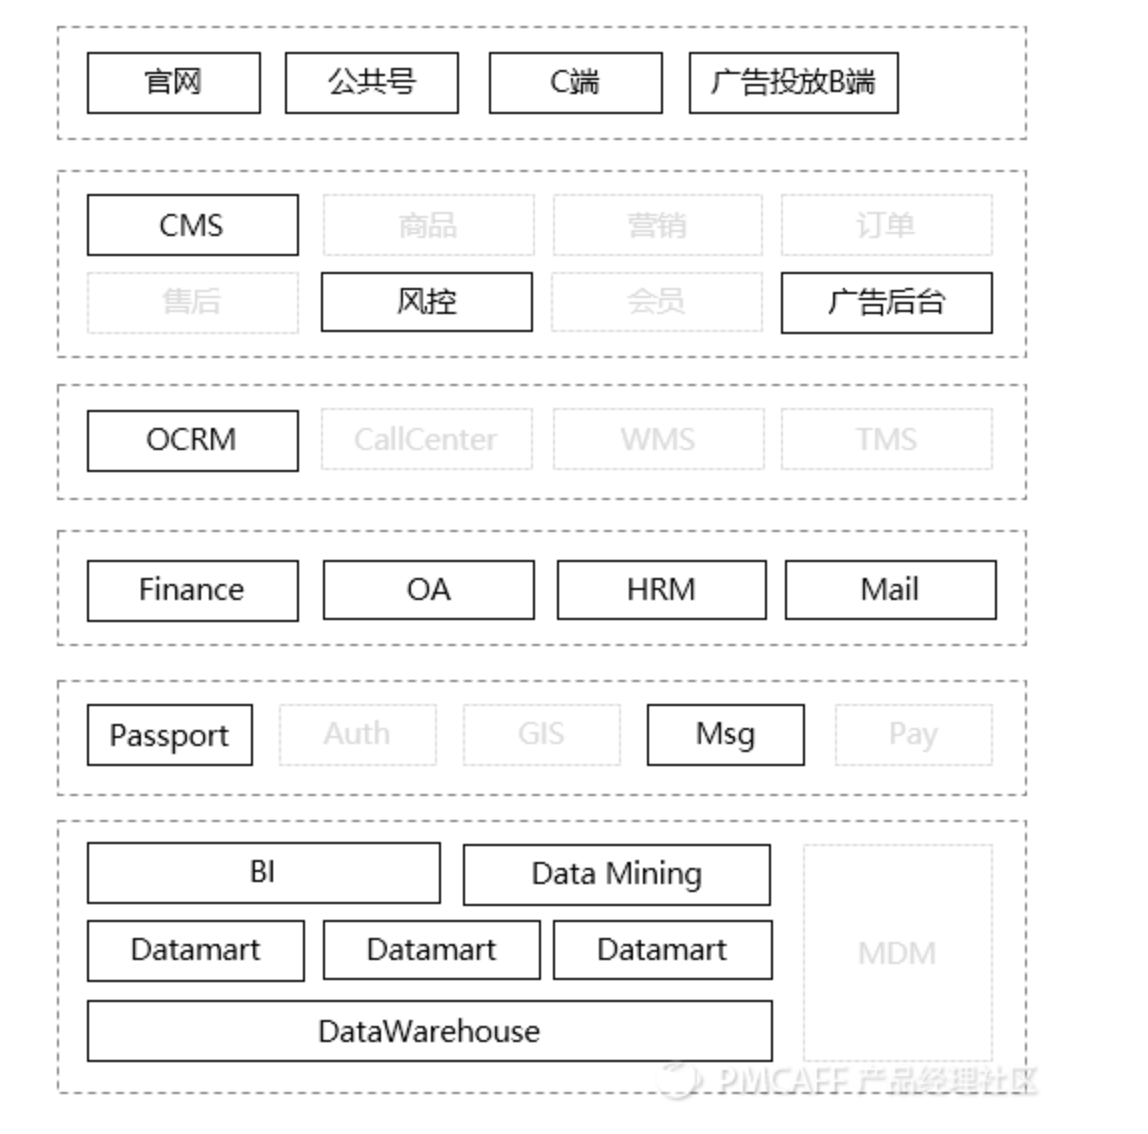 官网 公共号 C端 广告投放B端
CMS 商品 营销 订单
售后 风控 会员 广告后台
OCRM CallCenter WMS TMS
Finance OA HRM Mail
Passport Auth GIS Msg Pay
BI Data Mining
Datamart Datamart Datamart MDM
DataWarehouse
PMCAFF 产品经理社区